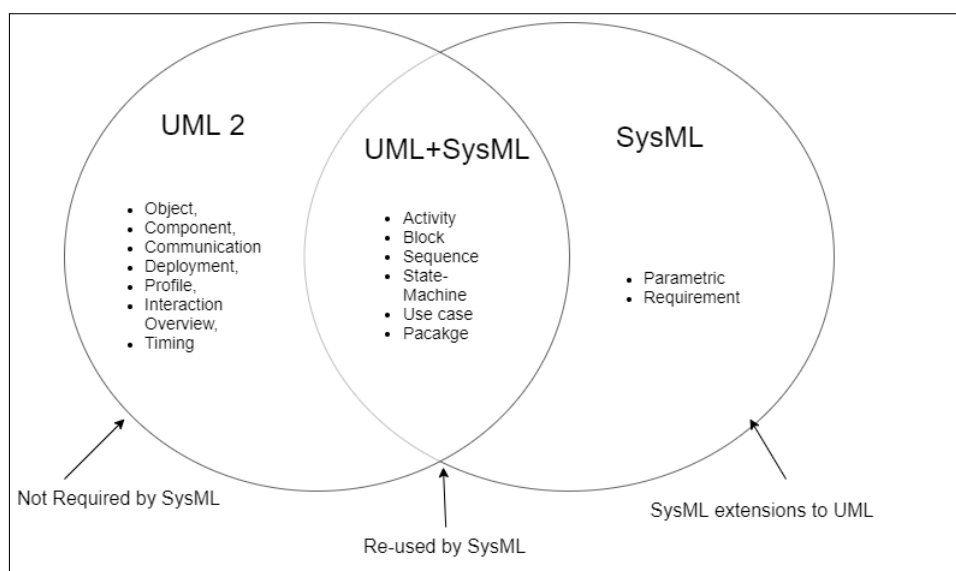 UML 2
UML+SysML
SysML
Object,
Component,
Communication
Deployment,
Profile,
Interaction
Overview,
Timing
Activity
Block
Sequence
State-
Machine
Use case
Pacakge
Parametric
Requirement
Not Required by SysML
Re-used by SysML
SysML extensions to UML